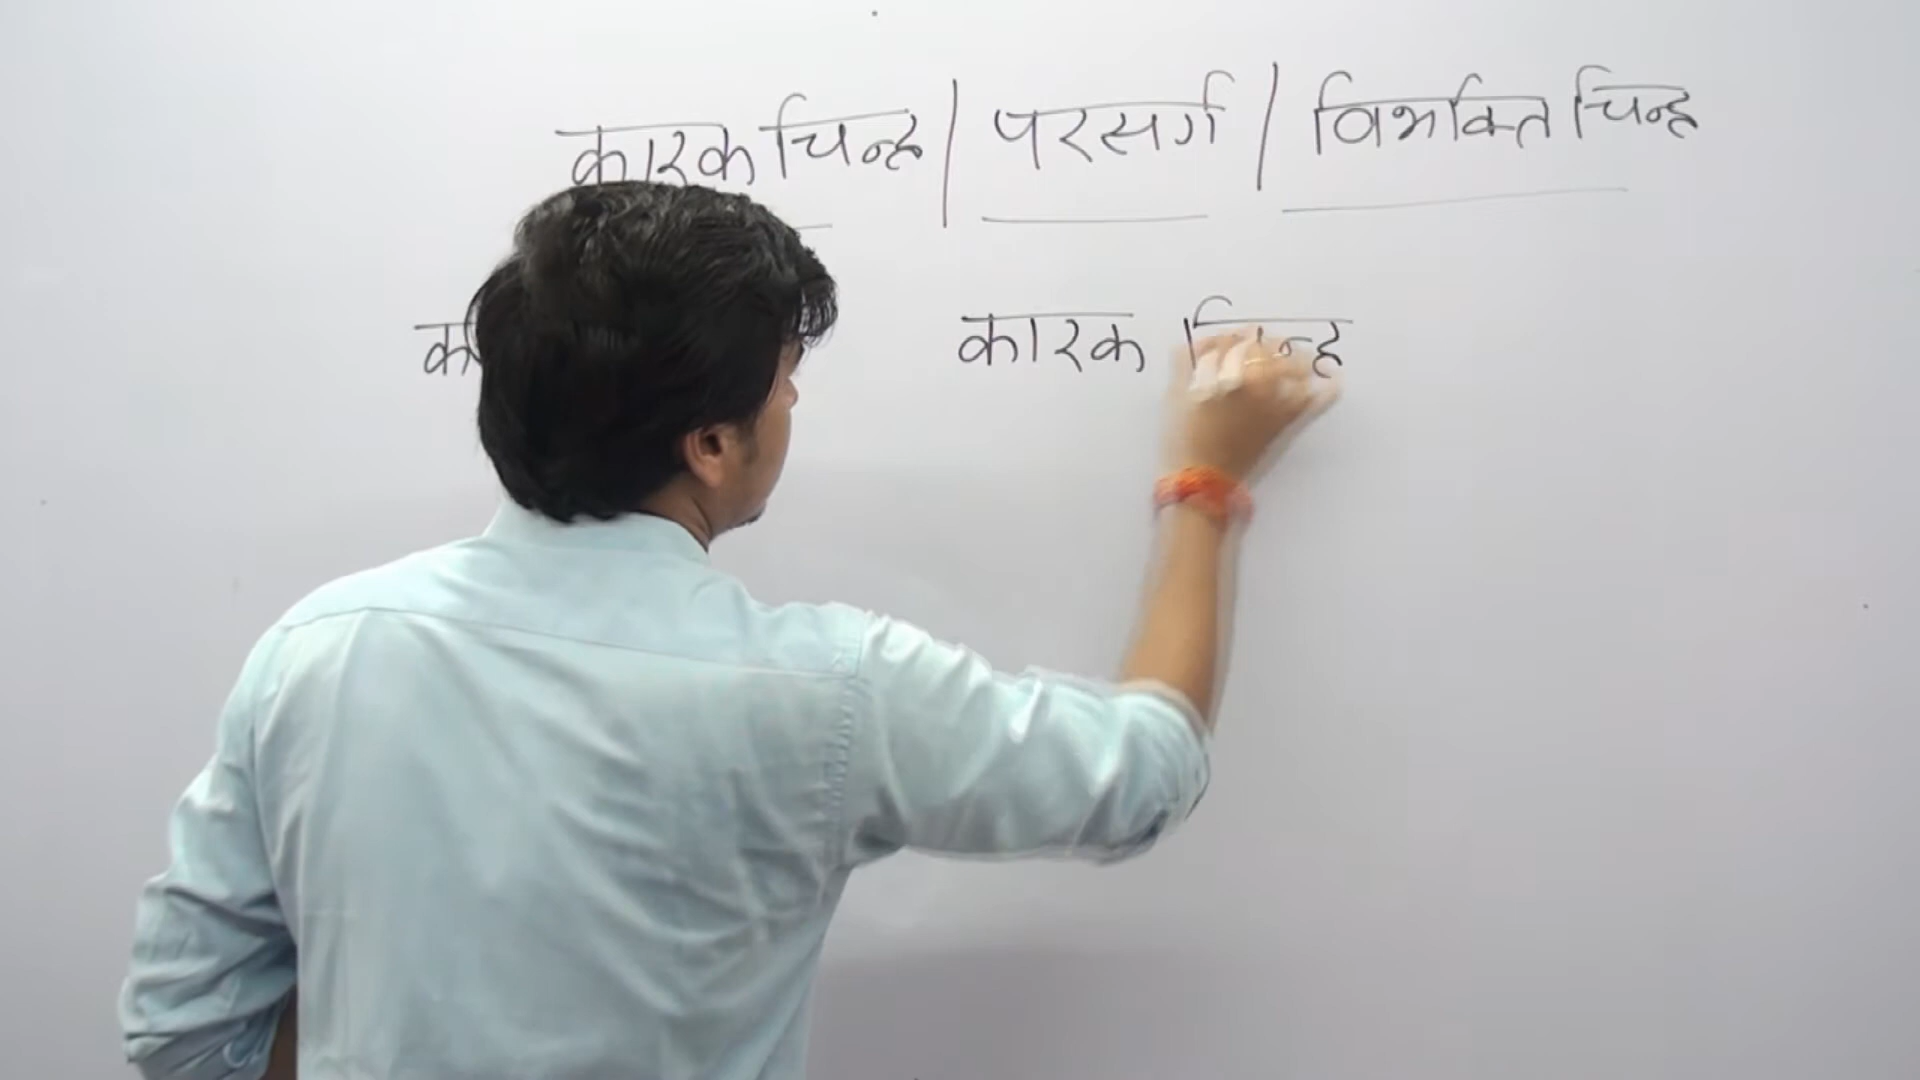 कारक चिन्ह | परसर्ग | विभक्ति चिन्ह
कारक चिन्ह